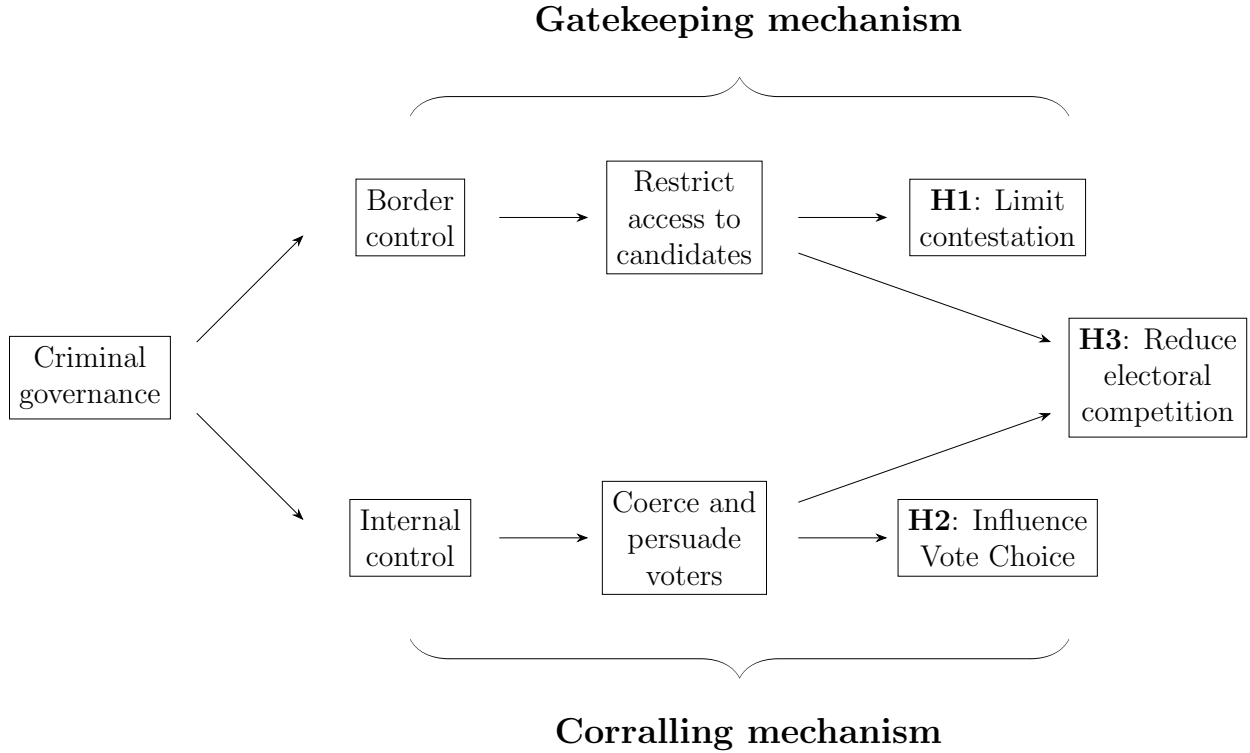 Gatekeeping mechanism
Border
control
Restrict
access to
candidates
H1: Limit
contestation
Criminal
governance
H3: Reduce
electoral
competition
Internal
control
Coerce and
persuade
voters
H2: Influence
Vote Choice
Corralling mechanism